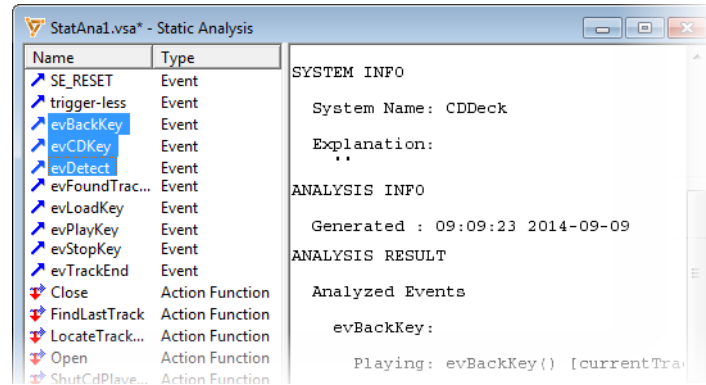 StatAna1.vsa* - Static Analysis
Name Type
SE_RESET Event
trigger-less Event
evBackKey Event
evCDKey Event
evDetect Event
evFoundTrac... Event
evLoadKey Event
evPlayKey Event
evStopKey Event
evTrackEnd Event
Close Action Function
FindLastTrack Action Function
LocateTrack... Action Function
Open Action Function
ShutCdPlaye... Action Function
SYSTEM INFO
System Name: CDDeck
Explanation:
ANALYSIS INFO
Generated : 09:09:23 2014-09-09
ANALYSIS RESULT
Analyzed Events
evBackKey:
Playing: evBackKey() [currentTra